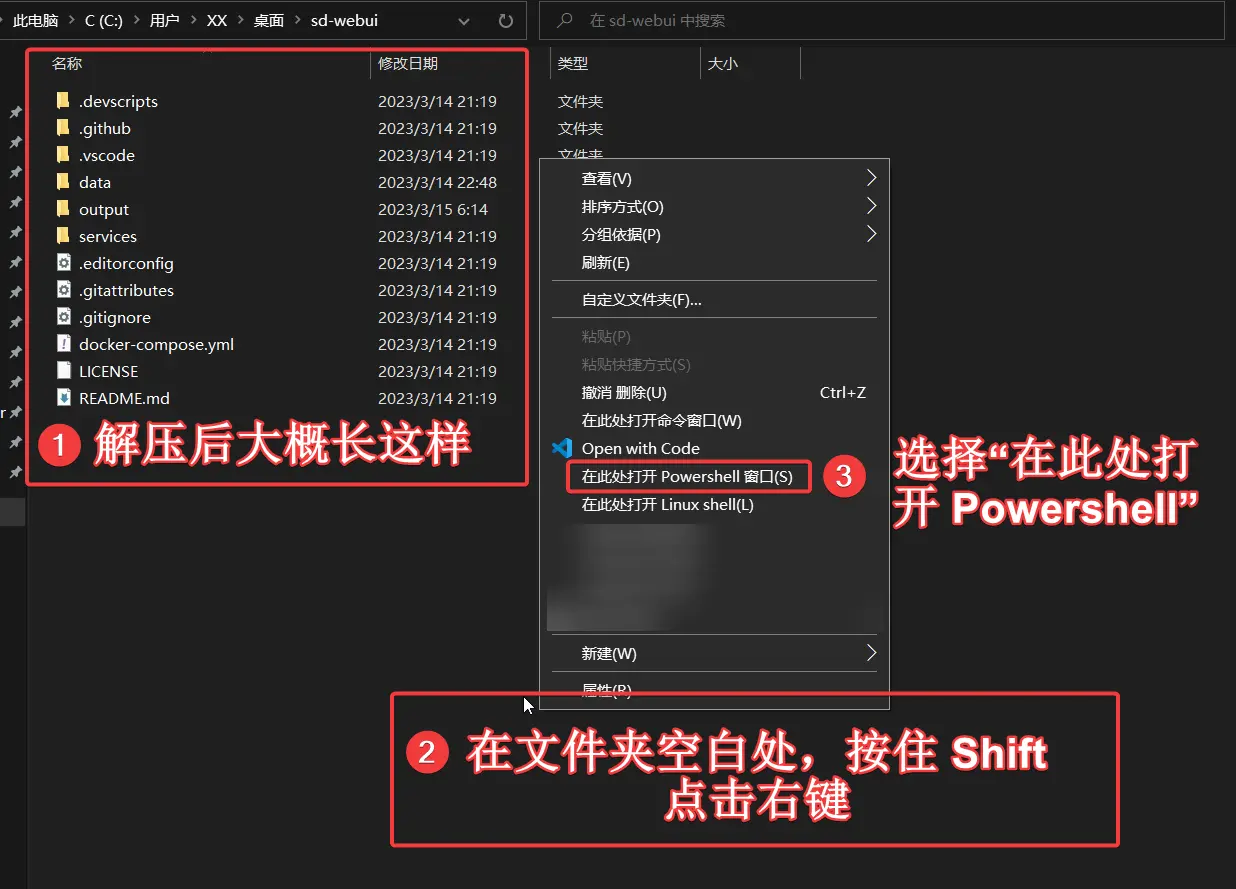 此电脑 > C (C:) > 用户 > XX > 桌面 > sd-webui
在 sd-webui 中搜索
名称 修改日期 类型 大小
.devscripts 2023/3/14 21:19 文件夹
.github 2023/3/14 21:19 文件夹
.vscode 2023/3/14 21:19 文件夹
data 2023/3/14 22:48
output 2023/3/15 6:14
services 2023/3/14 21:19
.editorconfig 2023/3/14 21:19
.gitattributes 2023/3/14 21:19
.gitignore 2023/3/14 21:19
docker-compose.yml 2023/3/14 21:19
LICENSE 2023/3/14 21:19
README.md 2023/3/14 21:19
1 解压后大概长这样
查看(V)
排序方式(O)
分组依据(P)
刷新(E)
自定义文件夹(F)...
粘贴(P)
粘贴快捷方式(S)
撤消 删除(U) Ctrl+Z
在此处打开命令窗口(W)
Open with Code
在此处打开 Powershell 窗口(S)
在此处打开 Linux shell(L)
新建(W)
属性(R)
3 选择“在此处打
开 Powershell”
2 在文件夹空白处，按住 Shift
点击右键
r